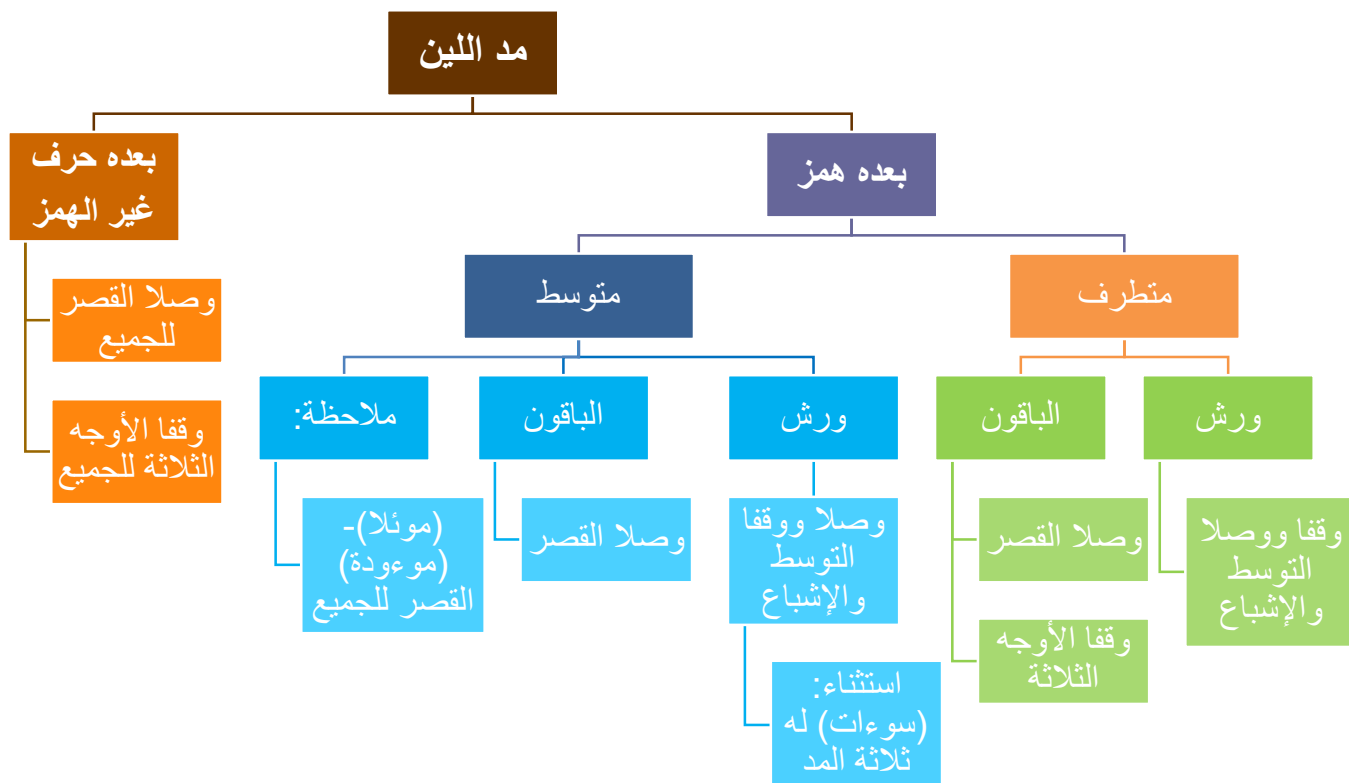 مد اللين
بعده همز
بعده حرف
غير الهمز
متطرف
متوسط
وصلا القصر
للجميع
وقفا الأوجه
الثلاثة للجميع
ورش
وقفا ووصلا
التوسط
والإشباع
الباقون
وصلا القصر
وقفا الأوجه
الثلاثة
ورش
وصلا ووقفا
التوسط
والإشباع
استثناء:
(سوءات) له
ثلاثة المد
الباقون
وصلا القصر
ملاحظة:
(موئلا)-
(موءودة)
القصر للجميع